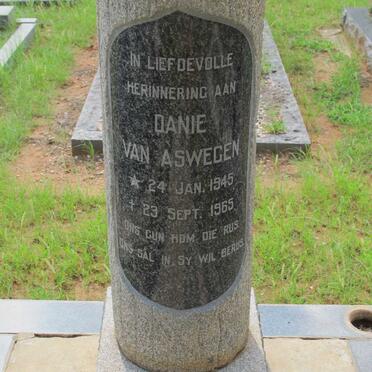 IN LIEFDEVOLLE
HERINNERING AAN
DANIE
VAN ASWEGEN
* 24 JAN. 1945
+ 23 SEPT. 1965
ONS GUN HOM DIE RUS
ONS SAL IN SY WIL BERUS